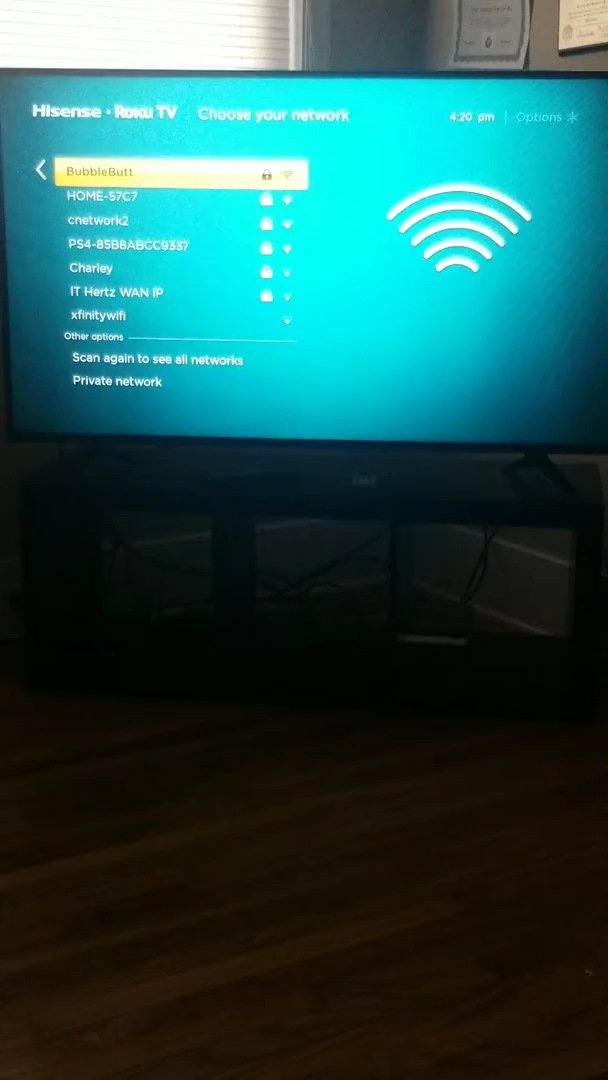 Hisense • Roku TV Choose your network 4:20 pm | Options ✱
BubbleButt
HOME-57C7
cnetwork2
PS4-85B8ABCC9337
Charley
IT Hertz WAN IP
xfinitywifi
Other options
Scan again to see all networks
Private network